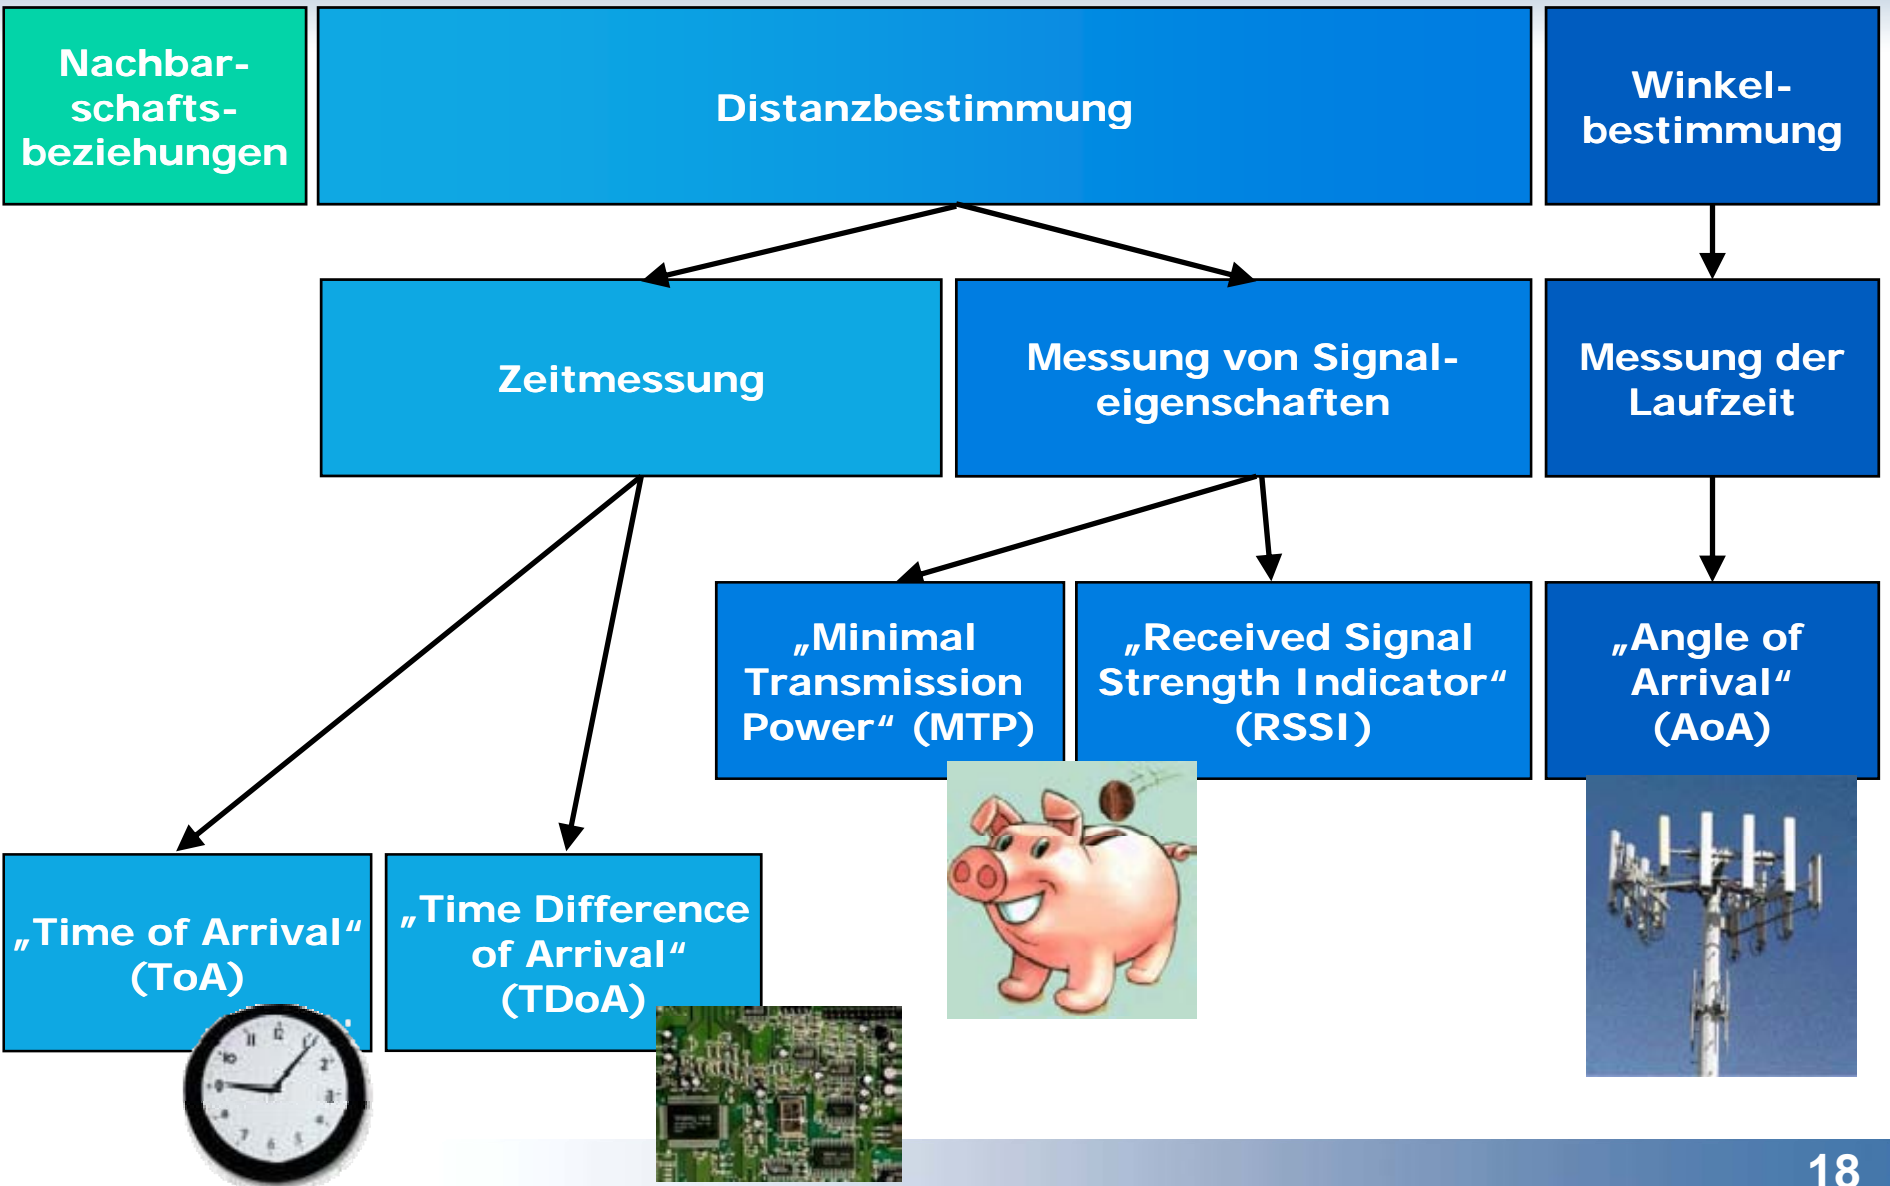 Nachbar-
schafts-
beziehungen
Distanzbestimmung
Winkel-
bestimmung
Zeitmessung
Messung von Signal-
eigenschaften
Messung der
Laufzeit
„Minimal
Transmission
Power“ (MTP)
„Received Signal
Strength Indicator“
(RSSI)
„Angle of
Arrival“
(AoA)
„Time of Arrival“
(ToA)
„Time Difference
of Arrival“
(TDoA)
18